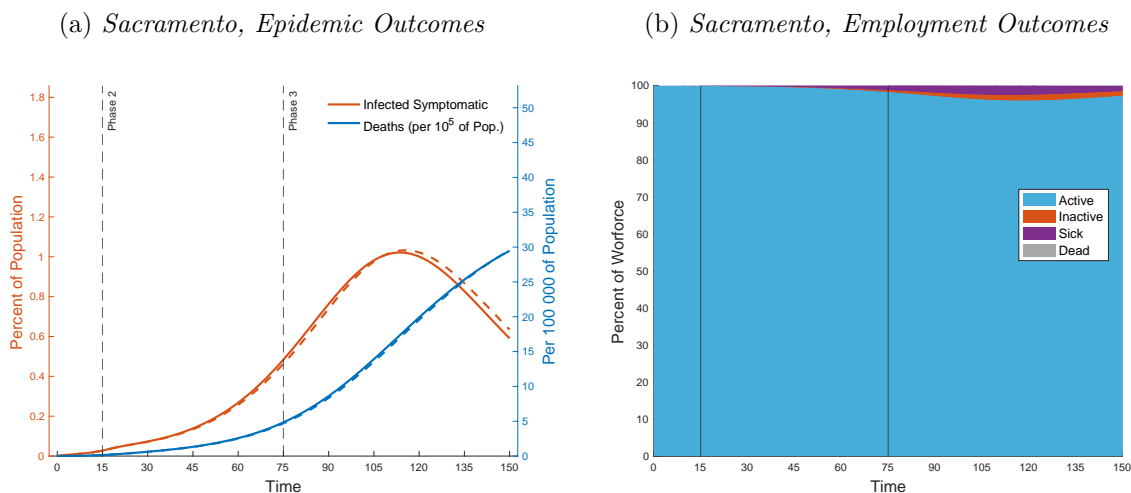 (a) Sacramento, Epidemic Outcomes
1.8
1.6
1.4
1.2
1
0.8
0.6
0.4
0.2
0
Percent of Population
Phase 2
Phase 3
Infected Symptomatic
Deaths (per 10^5 of Pop.)
50
45
40
35
30
25
20
15
10
5
0
Per 100 000 of Population
0 15 30 45 60 75 90 105 120 135 150
Time
(b) Sacramento, Employment Outcomes
100
90
80
70
60
50
40
30
20
10
0
Percent of Worforce
Active
Inactive
Sick
Dead
0 15 30 45 60 75 90 105 120 135 150
Time